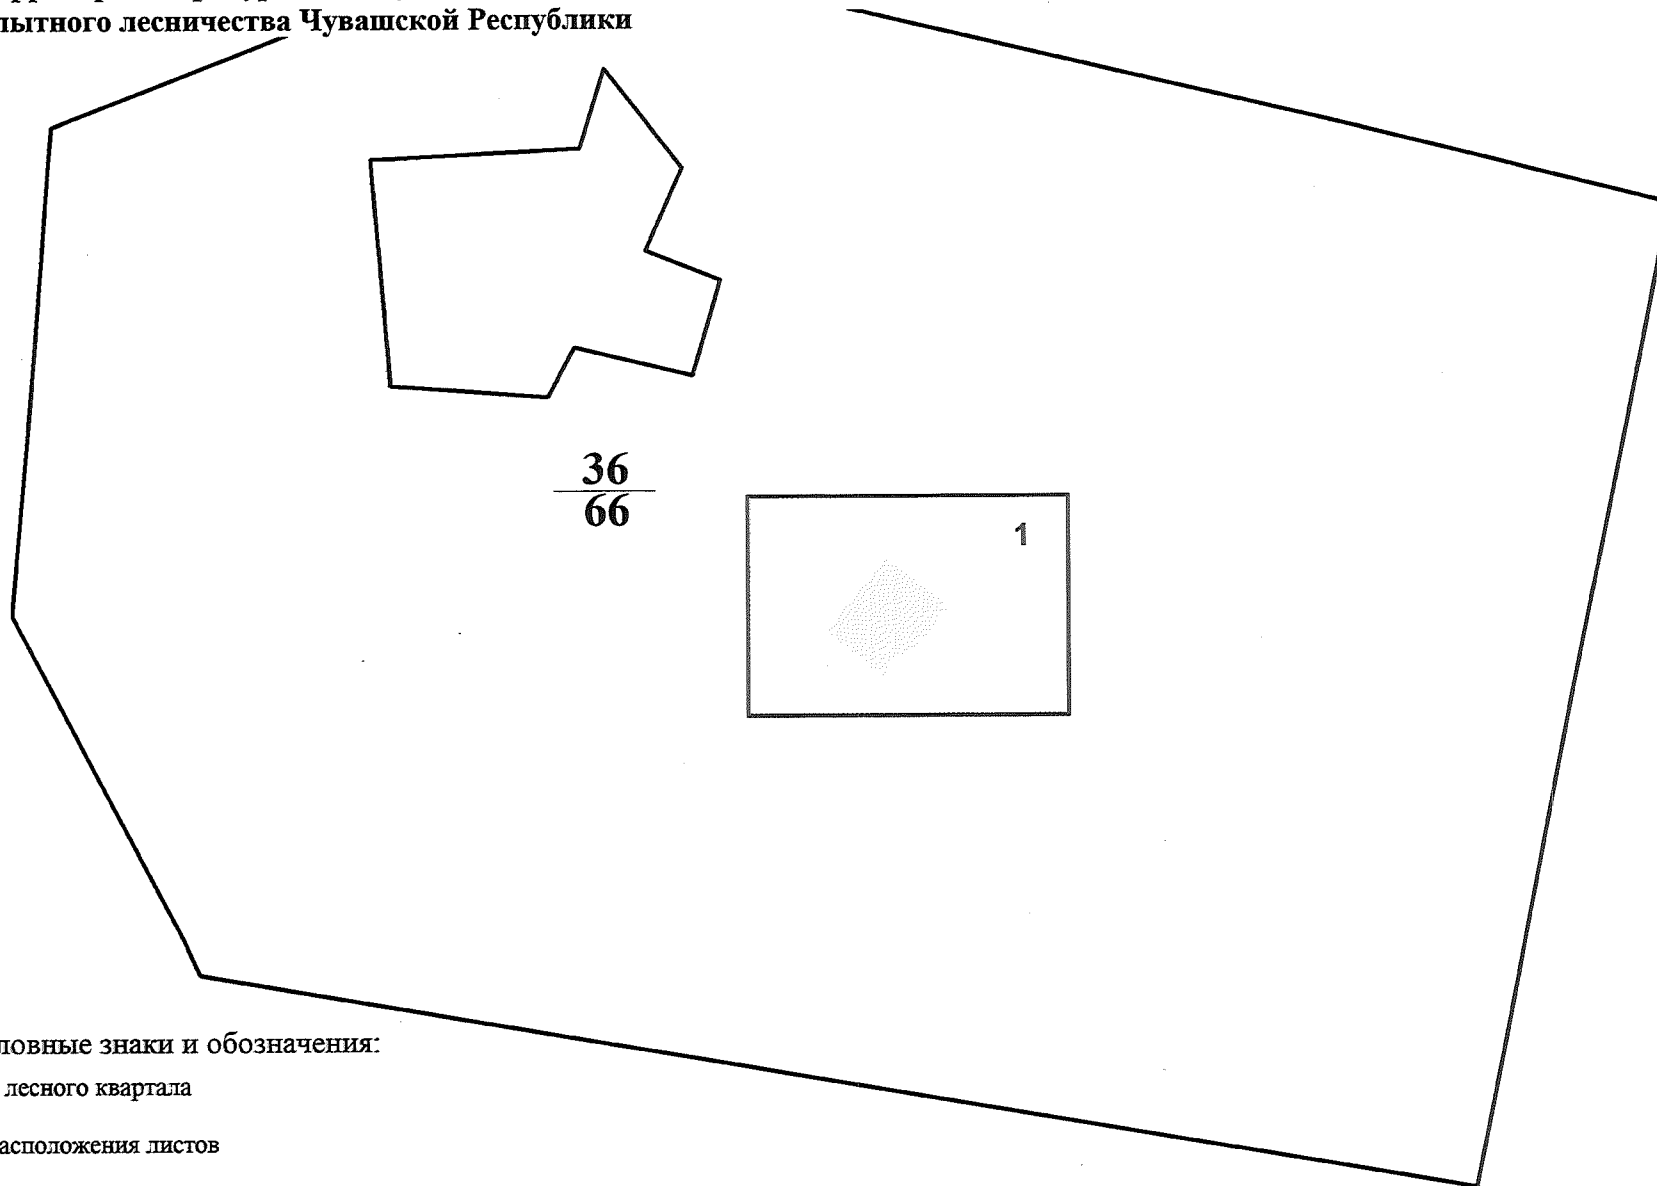 пытного лесничества Чувашской Республики
36
66
1
ловные знаки и обозначения:
лесного квартала
асположения листов